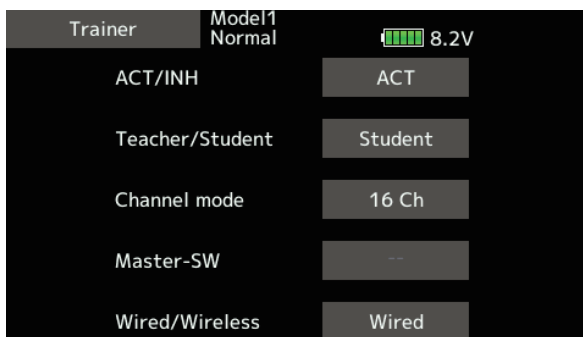 Trainer
Model1
Normal
8.2V
ACT/INH ACT
Teacher/Student Student
Channel mode 16 Ch
Master-SW --
Wired/Wireless Wired